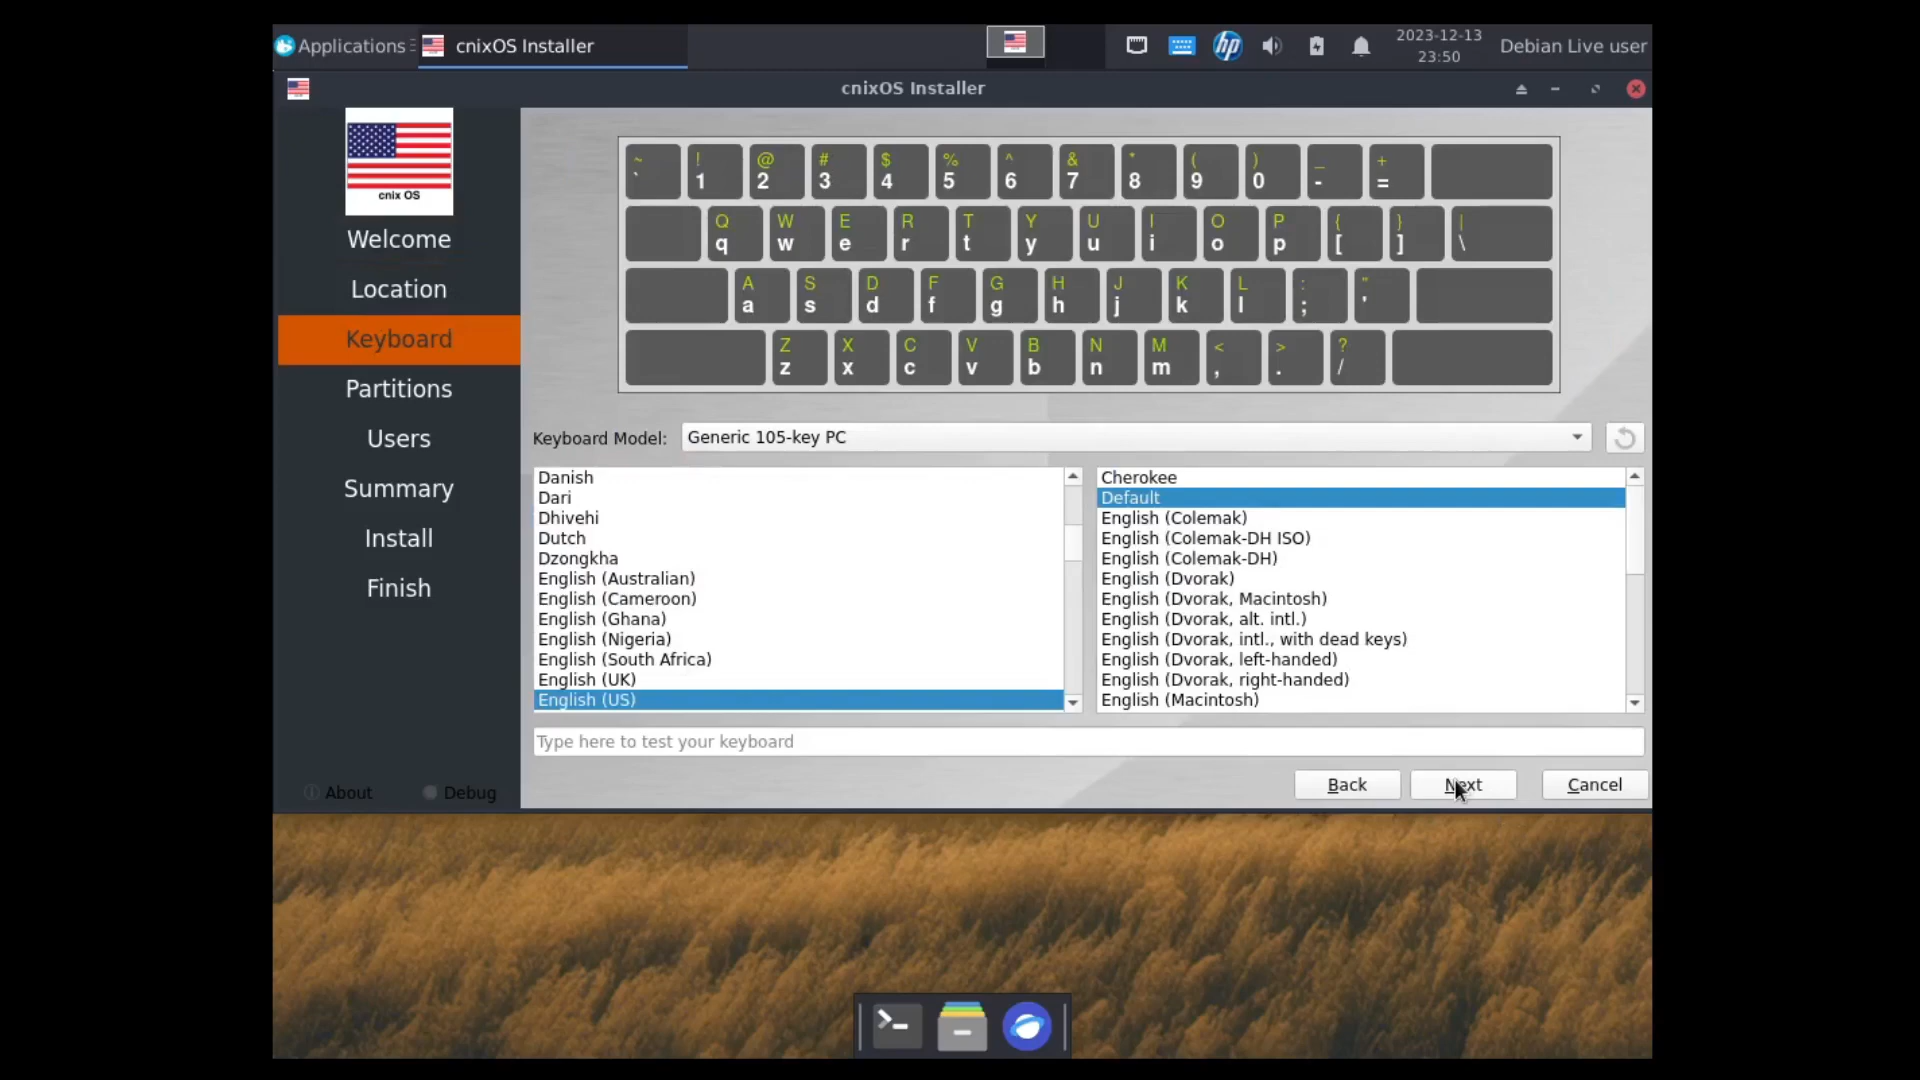 Applications
cnixOS Installer
hp
2023-12-13
23:50
Debian Live user
cnixOS Installer
cnix OS
Welcome
Location
Keyboard
Partitions
Users
Summary
Install
Finish
About
Debug
~ ! @ # $ % ^ & * ( ) _ +
` 1 2 3 4 5 6 7 8 9 0 - =
Q W E R T Y U I O P { } |
q w e r t y u i o p [ ] \
A S D F G H J K L : "
a s d f g h j k l ; '
Z X C V B N M < > ?
z x c v b n m , . /
Keyboard Model:
Generic 105-key PC
Danish
Dari
Dhivehi
Dutch
Dzongkha
English (Australian)
English (Cameroon)
English (Ghana)
English (Nigeria)
English (South Africa)
English (UK)
English (US)
Cherokee
Default
English (Colemak)
English (Colemak-DH ISO)
English (Colemak-DH)
English (Dvorak)
English (Dvorak, Macintosh)
English (Dvorak, alt. intl.)
English (Dvorak, intl., with dead keys)
English (Dvorak, left-handed)
English (Dvorak, right-handed)
English (Macintosh)
Type here to test your keyboard
Back
Next
Cancel